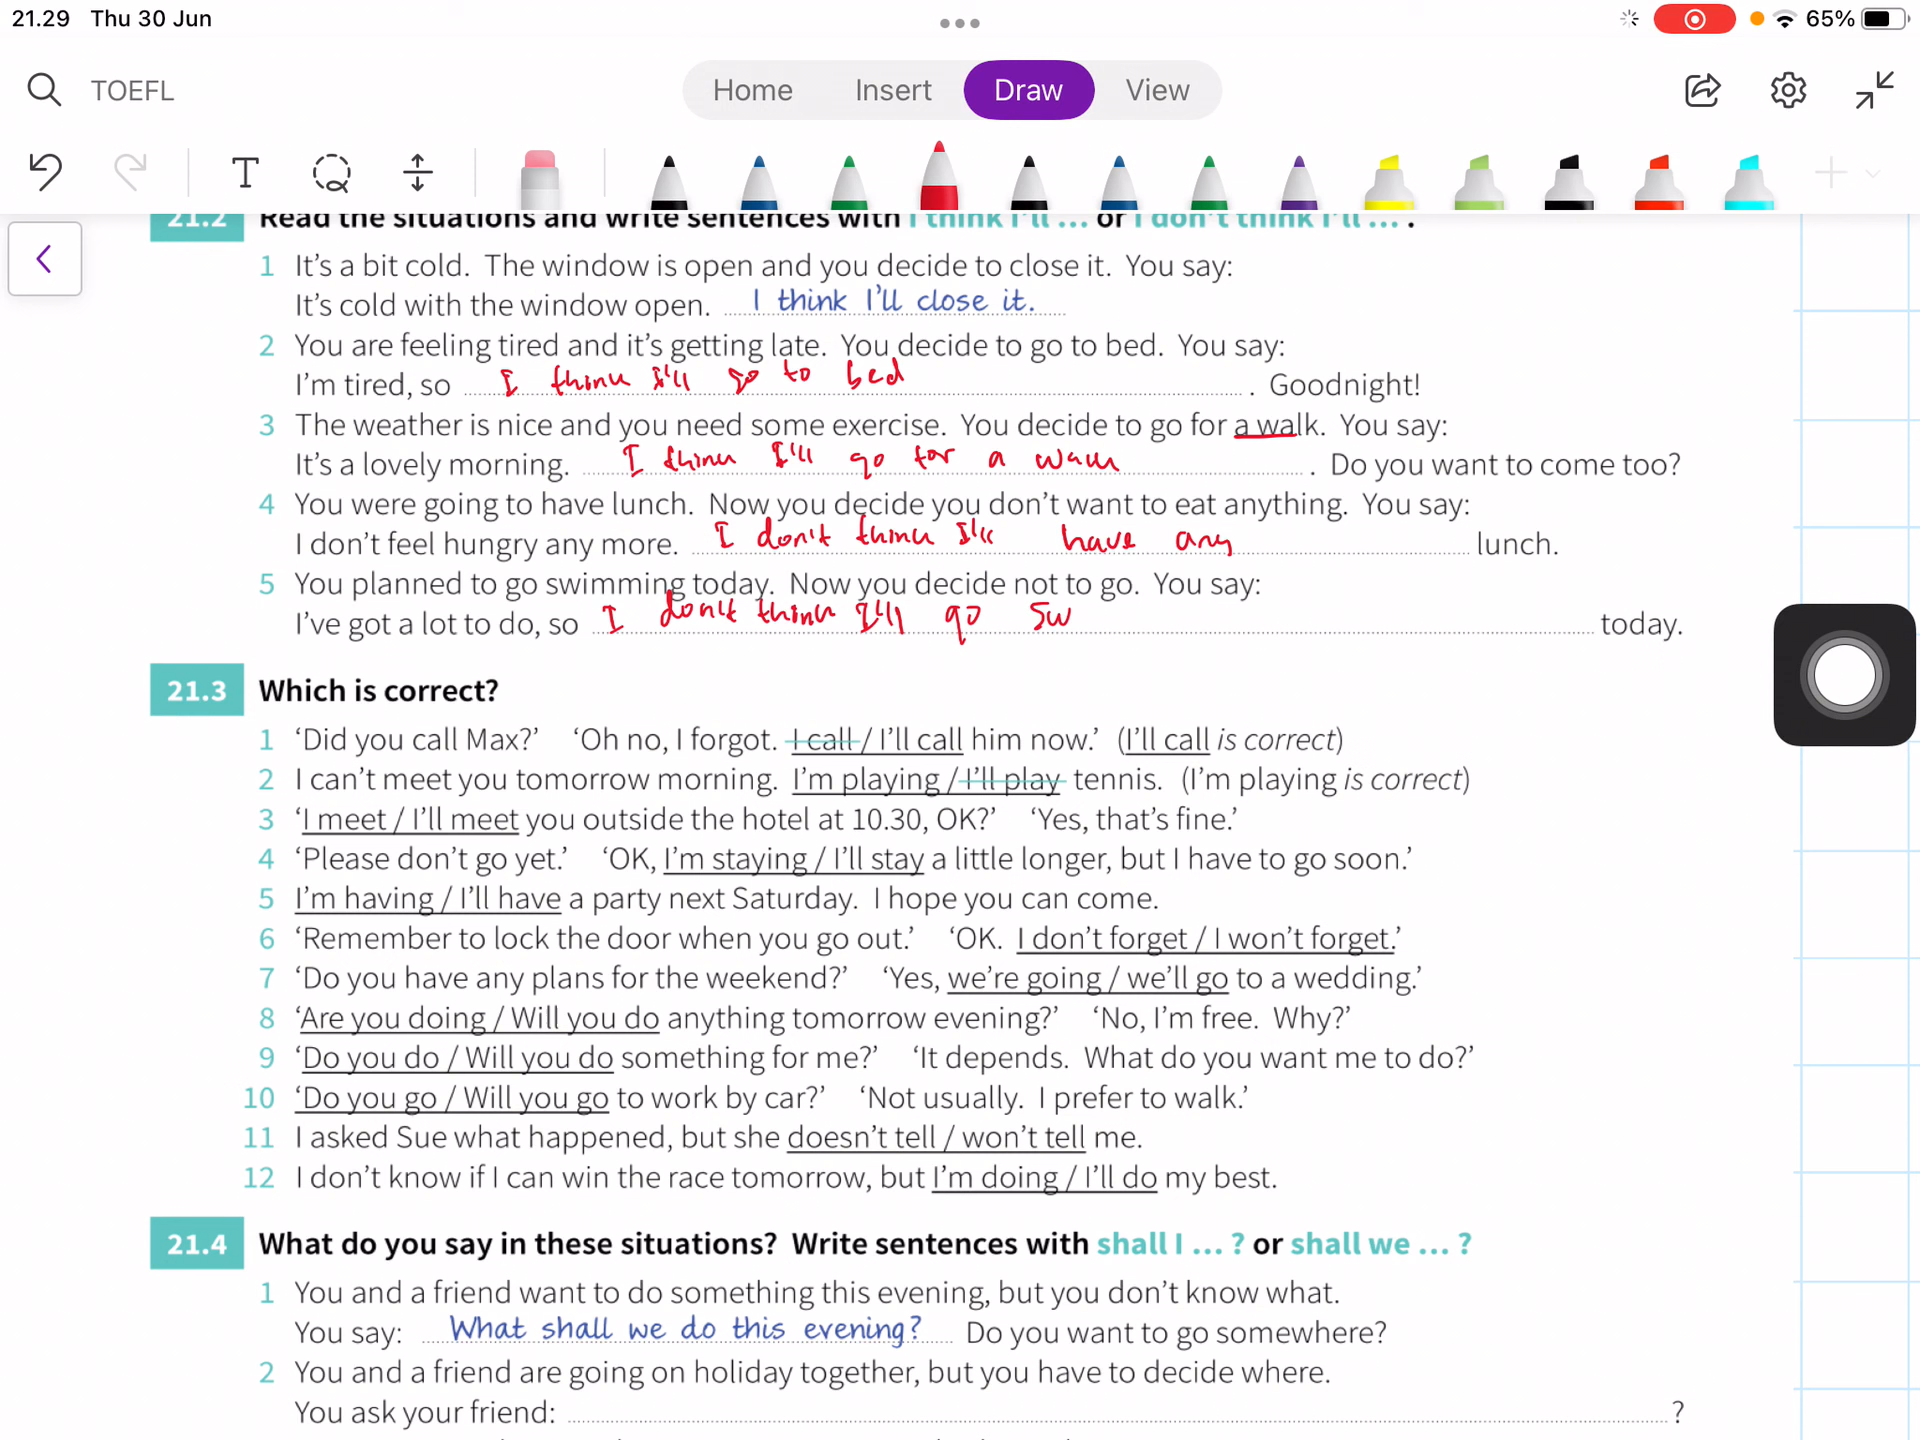 21.29 Thu 30 Jun
65%
TOEFL
Home Insert Draw View
T
21.2 Read the situations and write sentences with I think I'll ... or I don't think I'll ... .
1 It's a bit cold. The window is open and you decide to close it. You say:
It's cold with the window open. I think I'll close it.
2 You are feeling tired and it's getting late. You decide to go to bed. You say:
I'm tired, so I think I'll go to bed . Goodnight!
3 The weather is nice and you need some exercise. You decide to go for a walk. You say:
It's a lovely morning. I think I'll go for a walk . Do you want to come too?
4 You were going to have lunch. Now you decide you don't want to eat anything. You say:
I don't feel hungry any more. I don't think I'll have any lunch.
5 You planned to go swimming today. Now you decide not to go. You say:
I've got a lot to do, so I don't think I'll go sw today.
21.3 Which is correct?
1 ‘Did you call Max?’ ‘Oh no, I forgot. I call / I'll call him now.’ (I'll call is correct)
2 I can't meet you tomorrow morning. I'm playing / I'll play tennis. (I'm playing is correct)
3 ‘I meet / I'll meet you outside the hotel at 10.30, OK?’ ‘Yes, that's fine.’
4 ‘Please don't go yet.’ ‘OK, I'm staying / I'll stay a little longer, but I have to go soon.’
5 I'm having / I'll have a party next Saturday. I hope you can come.
6 ‘Remember to lock the door when you go out.’ ‘OK. I don't forget / I won't forget.’
7 ‘Do you have any plans for the weekend?’ ‘Yes, we're going / we'll go to a wedding.’
8 ‘Are you doing / Will you do anything tomorrow evening?’ ‘No, I'm free. Why?’
9 ‘Do you do / Will you do something for me?’ ‘It depends. What do you want me to do?’
10 ‘Do you go / Will you go to work by car?’ ‘Not usually. I prefer to walk.’
11 I asked Sue what happened, but she doesn't tell / won't tell me.
12 I don't know if I can win the race tomorrow, but I'm doing / I'll do my best.
21.4 What do you say in these situations? Write sentences with shall I ... ? or shall we ... ?
1 You and a friend want to do something this evening, but you don't know what.
You say: What shall we do this evening? Do you want to go somewhere?
2 You and a friend are going on holiday together, but you have to decide where.
You ask your friend: ?